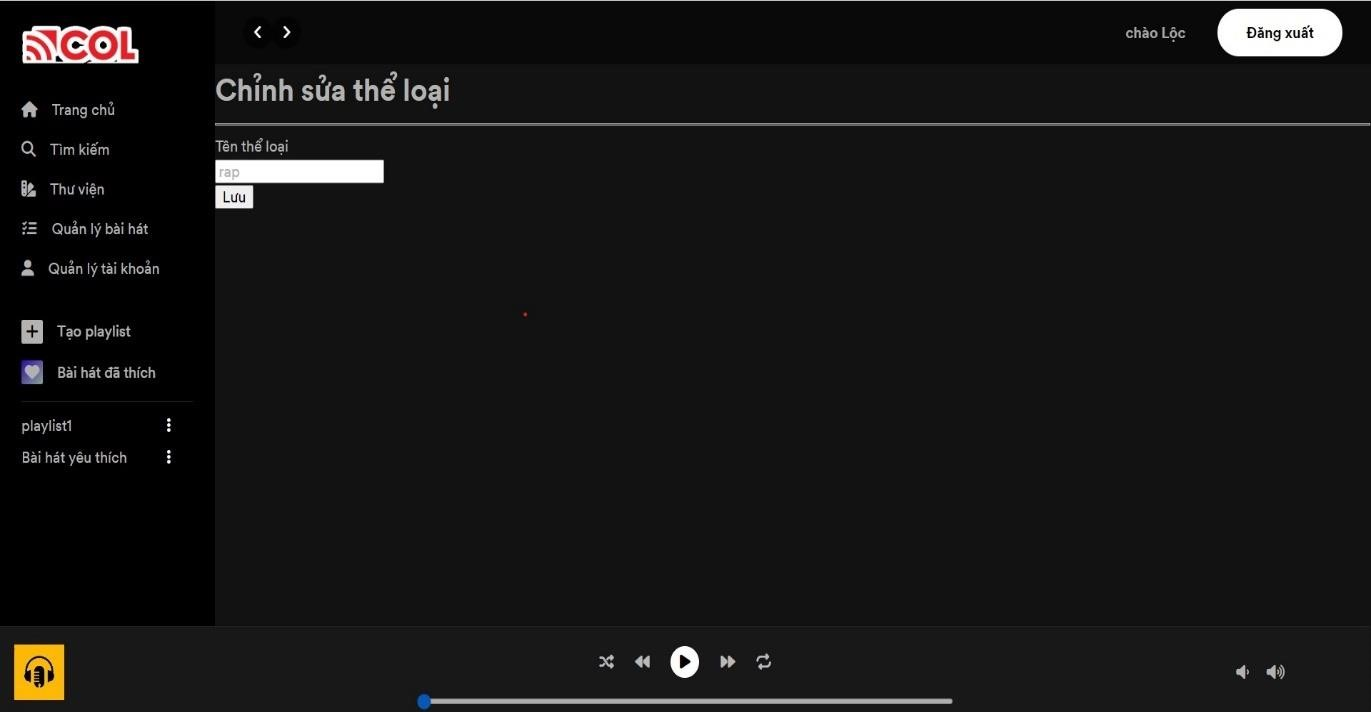 COL
chào Lộc
Đăng xuất
Trang chủ
Tìm kiếm
Thư viện
Quản lý bài hát
Quản lý tài khoản
Tạo playlist
Bài hát đã thích
playlist1
Bài hát yêu thích
Chỉnh sửa thể loại
Tên thể loại
rap
Lưu